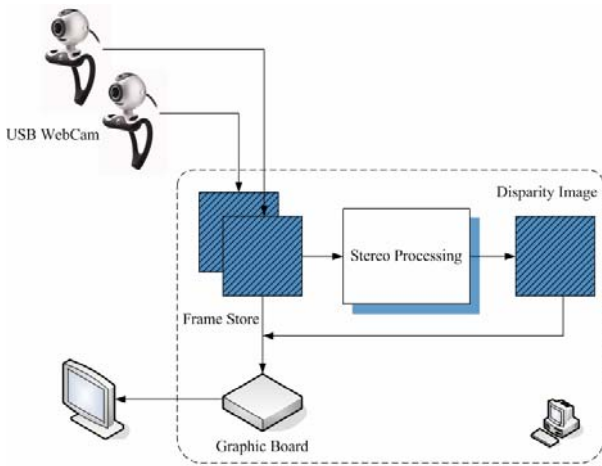 USB WebCam
Disparity Image
Stereo Processing
Frame Store
Graphic Board